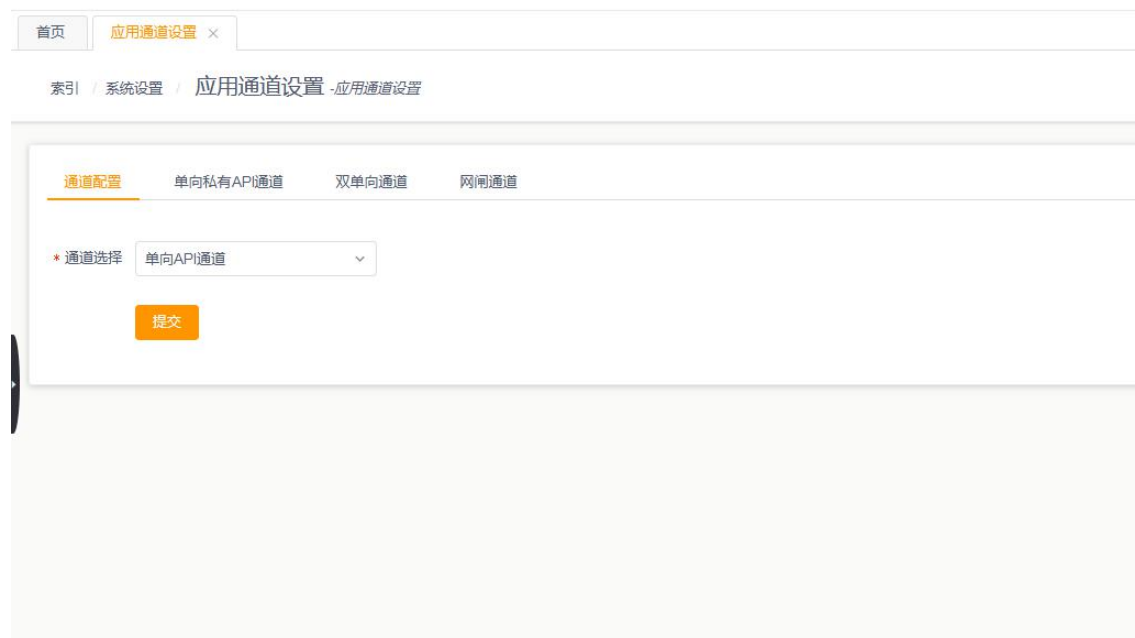 首页 应用通道设置 ×
索引 / 系统设置 / 应用通道设置 -应用通道设置
通道配置 单向私有API通道 双单向通道 网闸通道
* 通道选择 单向API通道
提交